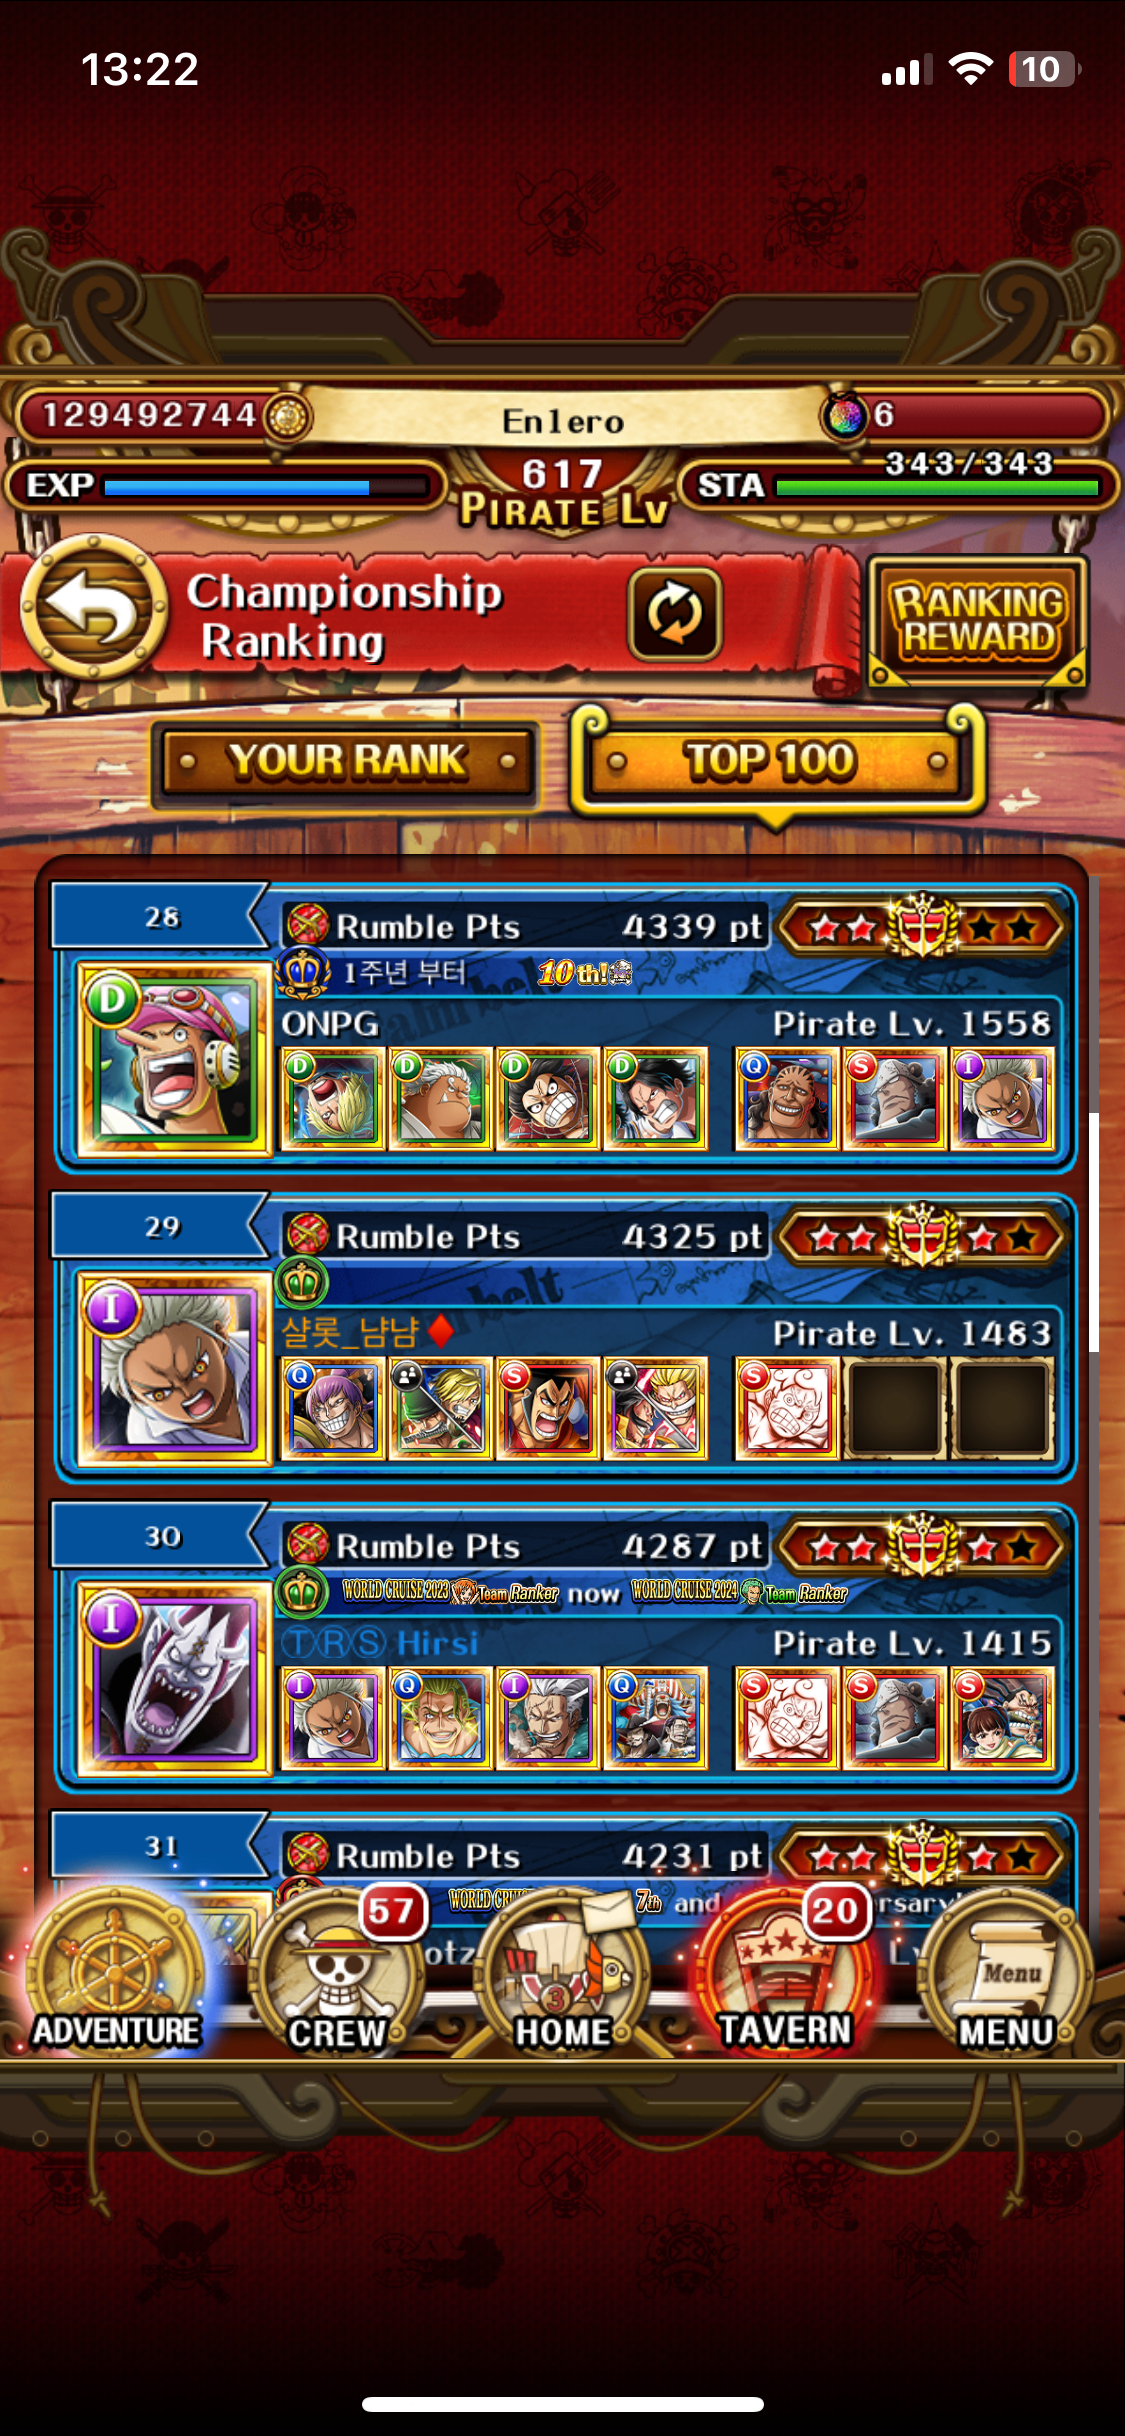 13:22
10
129492744
En1ero
6
EXP
617
PIRATE Lv
STA
343/343
Championship
Ranking
RANKING
REWARD
YOUR RANK
TOP 100
28
Rumble Pts 4339 pt
1주년 부터 10th!
ONPG
Pirate Lv. 1558
D
D D D D Q S I
29
Rumble Pts 4325 pt
샬롯_냠냠♦
Pirate Lv. 1483
I
Q S S
30
Rumble Pts 4287 pt
WORLD CRUISE 2023 Team Ranker now WORLD CRUISE 2024 Team Ranker
ⓉⓇⓈ Hirsi
Pirate Lv. 1415
I
I Q I Q S S S
31
Rumble Pts 4231 pt
WORLD 7th and
57
20
3
Menu
ADVENTURE
CREW
HOME
TAVERN
MENU